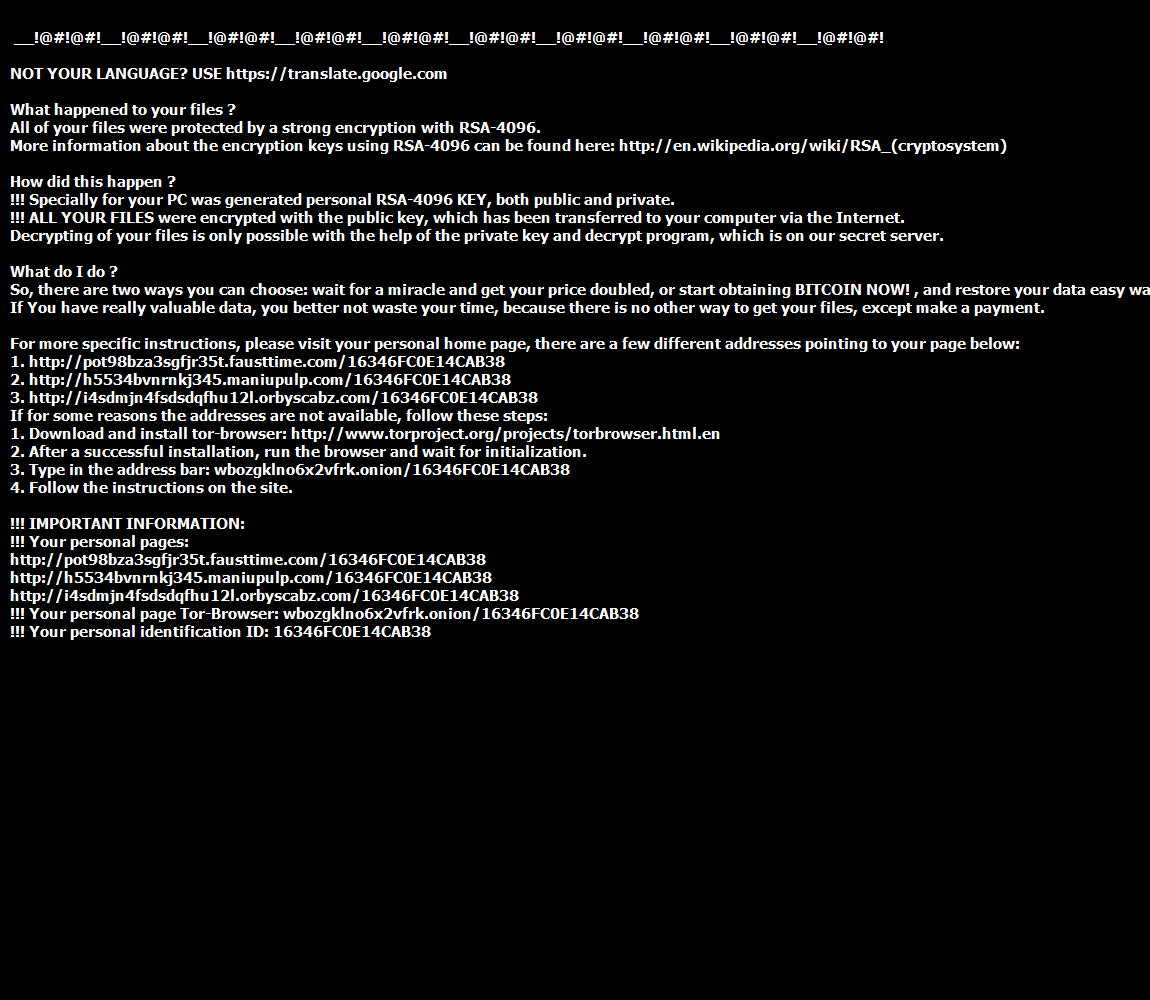 __!@#!@#!__!@#!@#!__!@#!@#!__!@#!@#!__!@#!@#!__!@#!@#!__!@#!@#!__!@#!@#!__!@#!@#!__!@#!@#!
NOT YOUR LANGUAGE? USE https://translate.google.com
What happened to your files ?
All of your files were protected by a strong encryption with RSA-4096.
More information about the encryption keys using RSA-4096 can be found here: http://en.wikipedia.org/wiki/RSA_(cryptosystem)
How did this happen ?
!!! Specially for your PC was generated personal RSA-4096 KEY, both public and private.
!!! ALL YOUR FILES were encrypted with the public key, which has been transferred to your computer via the Internet.
Decrypting of your files is only possible with the help of the private key and decrypt program, which is on our secret server.
What do I do ?
So, there are two ways you can choose: wait for a miracle and get your price doubled, or start obtaining BITCOIN NOW! , and restore your data easy wa
If You have really valuable data, you better not waste your time, because there is no other way to get your files, except make a payment.
For more specific instructions, please visit your personal home page, there are a few different addresses pointing to your page below:
1. http://pot98bza3sgfjr35t.fausttime.com/16346FC0E14CAB38
2. http://h5534bvnrnkj345.maniupulp.com/16346FC0E14CAB38
3. http://i4sdmjn4fsdsdqfhu12l.orbyscabz.com/16346FC0E14CAB38
If for some reasons the addresses are not available, follow these steps:
1. Download and install tor-browser: http://www.torproject.org/projects/torbrowser.html.en
2. After a successful installation, run the browser and wait for initialization.
3. Type in the address bar: wbozgklno6x2vfrk.onion/16346FC0E14CAB38
4. Follow the instructions on the site.
!!! IMPORTANT INFORMATION:
!!! Your personal pages:
http://pot98bza3sgfjr35t.fausttime.com/16346FC0E14CAB38
http://h5534bvnrnkj345.maniupulp.com/16346FC0E14CAB38
http://i4sdmjn4fsdsdqfhu12l.orbyscabz.com/16346FC0E14CAB38
!!! Your personal page Tor-Browser: wbozgklno6x2vfrk.onion/16346FC0E14CAB38
!!! Your personal identification ID: 16346FC0E14CAB38